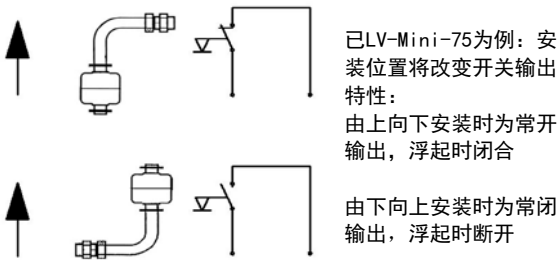 已LV-Mini-75为例：安
装位置将改变开关输出
特性：
由上向下安装时为常开
输出，浮起时闭合
由下向上安装时为常闭
输出，浮起时断开